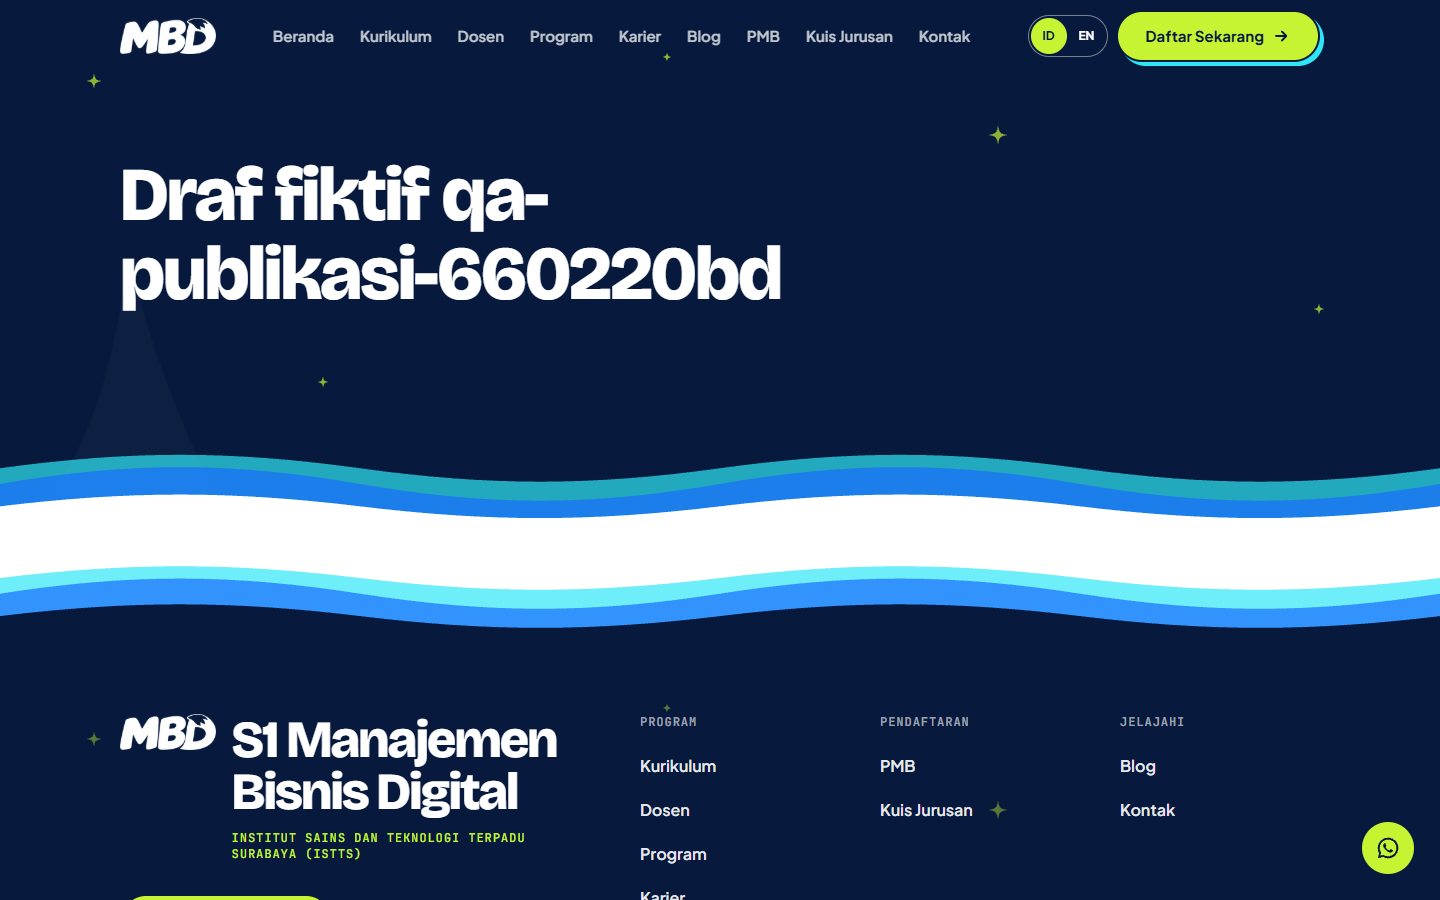 MBD
Beranda Kurikulum Dosen Program Karier Blog PMB Kuis Jurusan Kontak
ID EN
Daftar Sekarang →
Draf fiktif qa-
publikasi-660220bd
MBD
S1 Manajemen
Bisnis Digital
INSTITUT SAINS DAN TEKNOLOGI TERPADU
SURABAYA (ISTTS)
PROGRAM
Kurikulum
Dosen
Program
Karier
PENDAFTARAN
PMB
Kuis Jurusan
JELAJAHI
Blog
Kontak